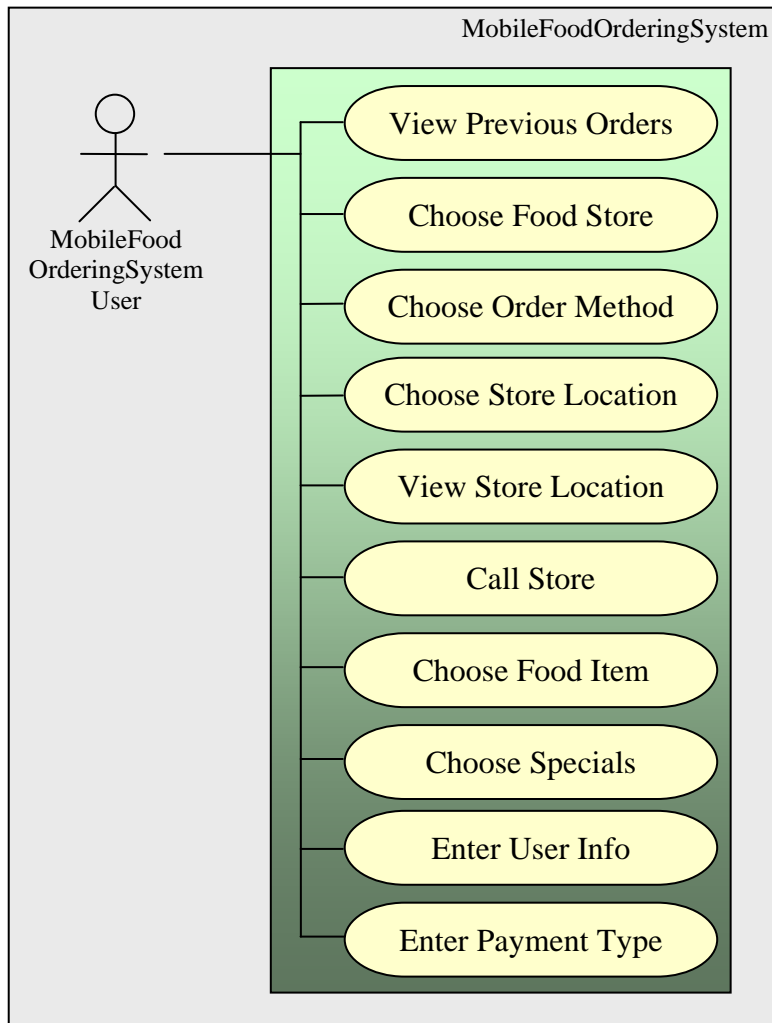 MobileFoodOrderingSystem
MobileFood
OrderingSystem
User
View Previous Orders
Choose Food Store
Choose Order Method
Choose Store Location
View Store Location
Call Store
Choose Food Item
Choose Specials
Enter User Info
Enter Payment Type